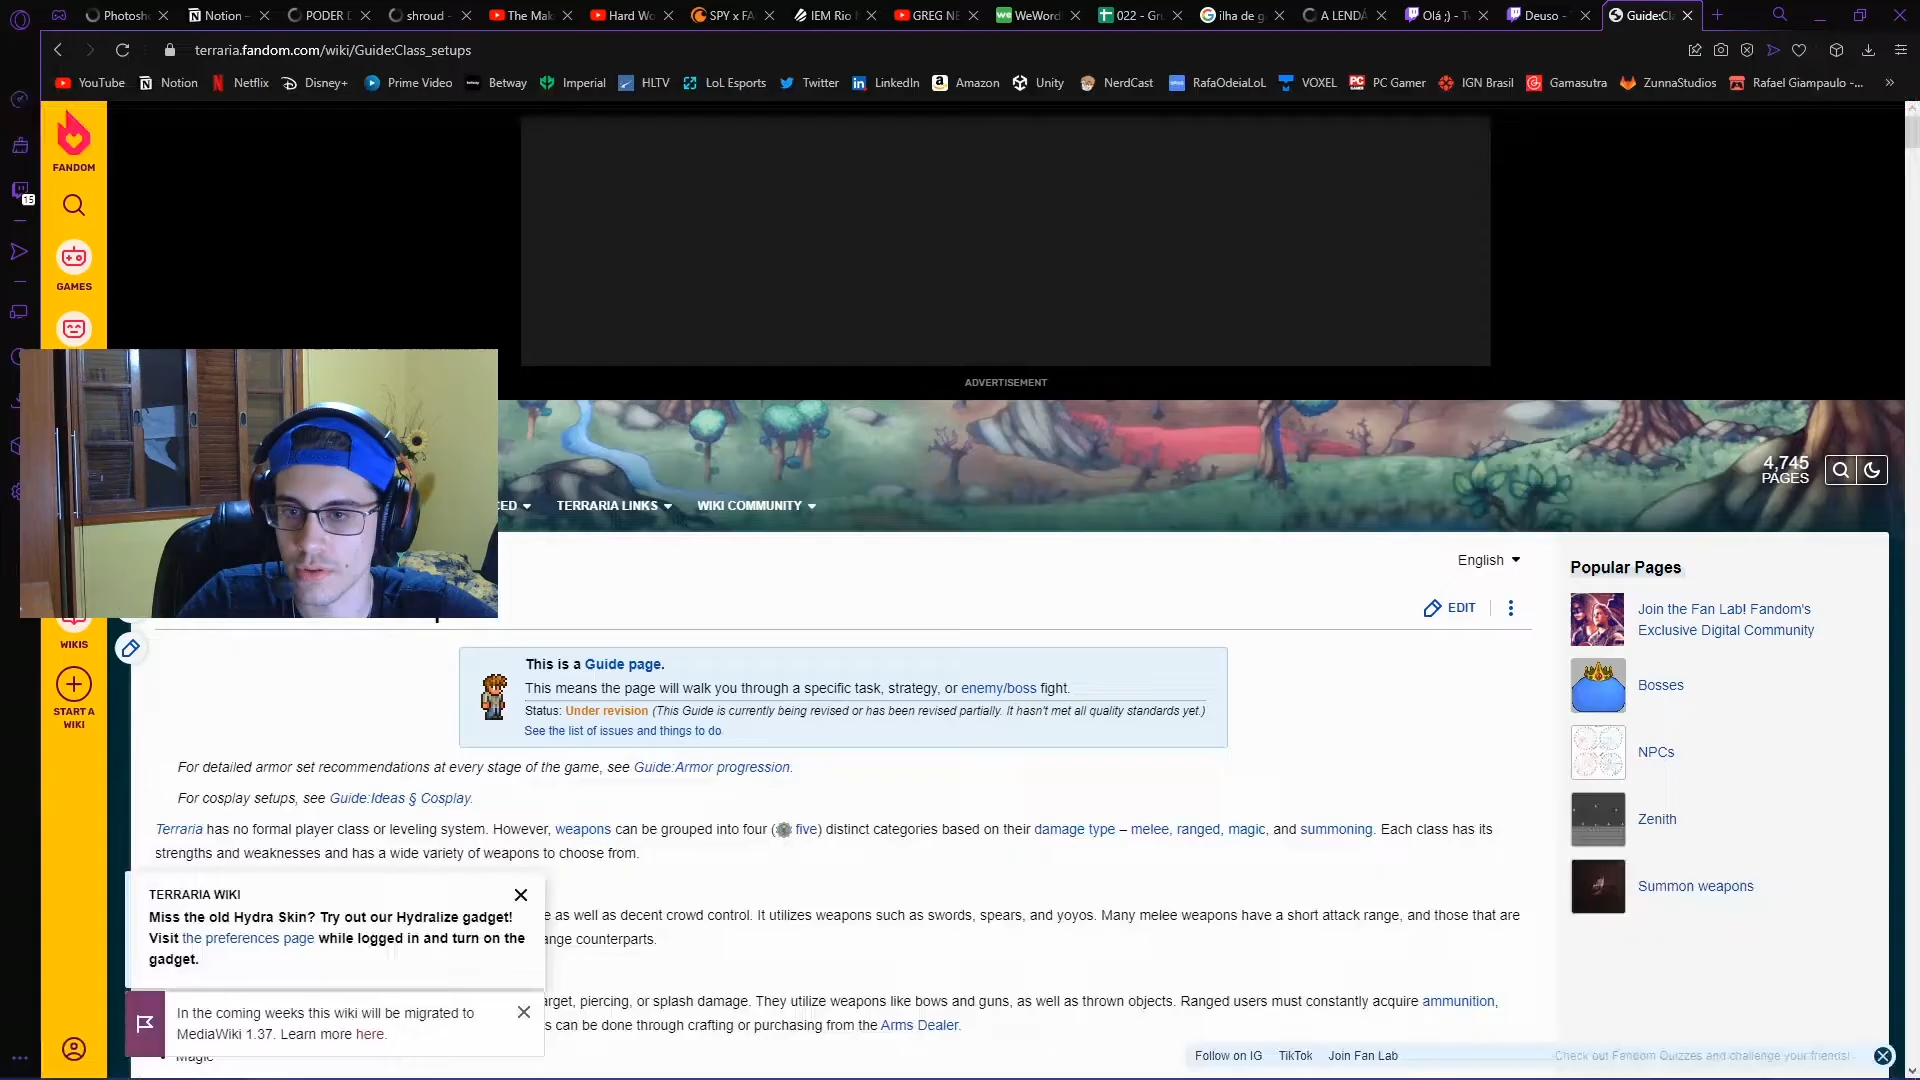 Photosh
Notion -
PODER D
shroud -
The Mak
Hard Wo
SPY x FA
IEM Rio
GREG NE
WeWord
022 - Gru
ilha de g
A LENDÁ
Olá ;) - Tw
Deuso -
Guide:Cla
terraria.fandom.com/wiki/Guide:Class_setups
YouTube
Notion
Netflix
Disney+
Prime Video
Betway
Imperial
HLTV
LoL Esports
Twitter
LinkedIn
Amazon
Unity
NerdCast
RafaOdeiaLoL
VOXEL
PC Gamer
IGN Brasil
Gamasutra
ZunnaStudios
Rafael Giampaulo -...
FANDOM
15
GAMES
ADVERTISEMENT
4,745
PAGES
CED
TERRARIA LINKS
WIKI COMMUNITY
English
EDIT
Popular Pages
Join the Fan Lab! Fandom's
Exclusive Digital Community
Bosses
NPCs
Zenith
Summon weapons
WIKIS
START A
WIKI
This is a Guide page.
This means the page will walk you through a specific task, strategy, or enemy/boss fight.
Status: Under revision (This Guide is currently being revised or has been revised partially. It hasn't met all quality standards yet.)
See the list of issues and things to do
For detailed armor set recommendations at every stage of the game, see Guide:Armor progression.
For cosplay setups, see Guide:Ideas § Cosplay.
Terraria has no formal player class or leveling system. However, weapons can be grouped into four (five) distinct categories based on their damage type – melee, ranged, magic, and summoning. Each class has its
strengths and weaknesses and has a wide variety of weapons to choose from.
e as well as decent crowd control. It utilizes weapons such as swords, spears, and yoyos. Many melee weapons have a short attack range, and those that are
ange counterparts.
arget, piercing, or splash damage. They utilize weapons like bows and guns, as well as thrown objects. Ranged users must constantly acquire ammunition,
s can be done through crafting or purchasing from the Arms Dealer.
Magic
TERRARIA WIKI
Miss the old Hydra Skin? Try out our Hydralize gadget!
Visit the preferences page while logged in and turn on the
gadget.
In the coming weeks this wiki will be migrated to
MediaWiki 1.37. Learn more here.
Follow on IG
TikTok
Join Fan Lab
Check out Fandom Quizzes and challenge your friends!